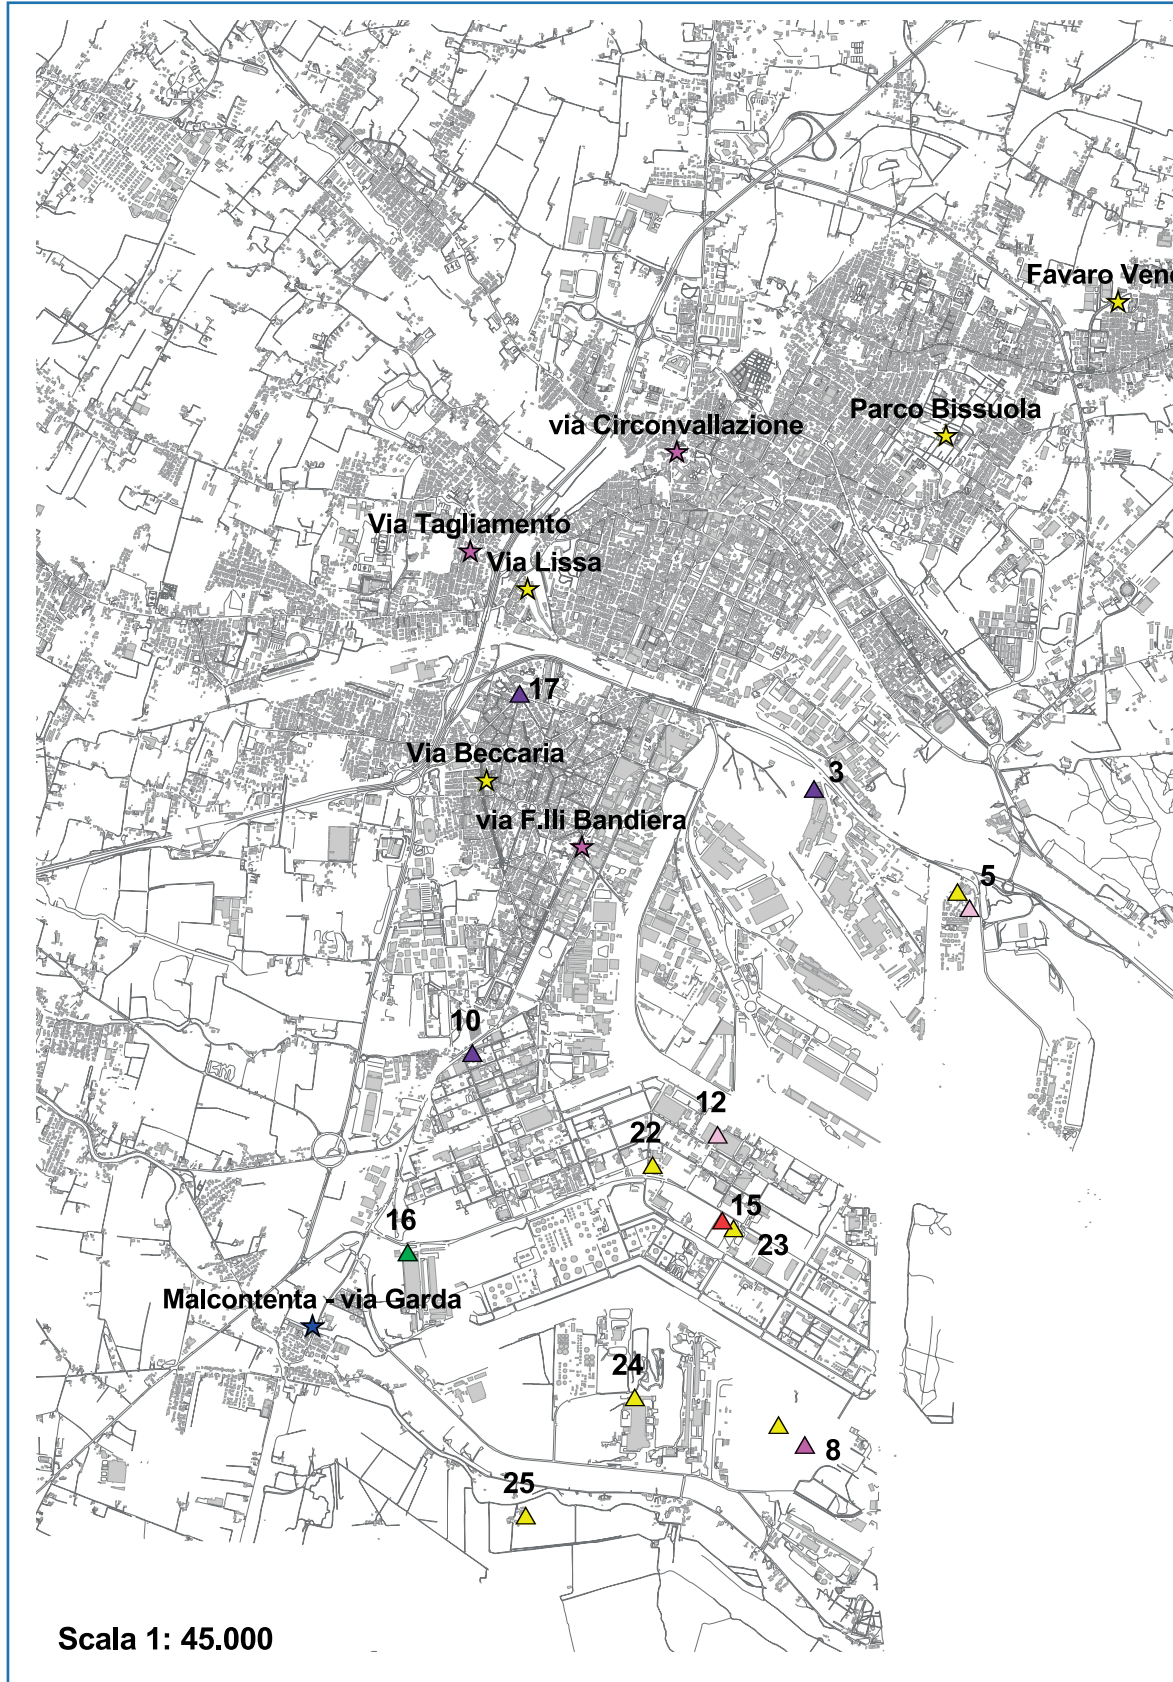 Favaro Vene
Parco Bissuola
via Circonvallazione
Via Tagliamento
Via Lissa
17
Via Beccaria
3
via F.lli Bandiera
5
10
12
22
15
16
23
Malcontenta - via Garda
24
8
25
Scala 1: 45.000